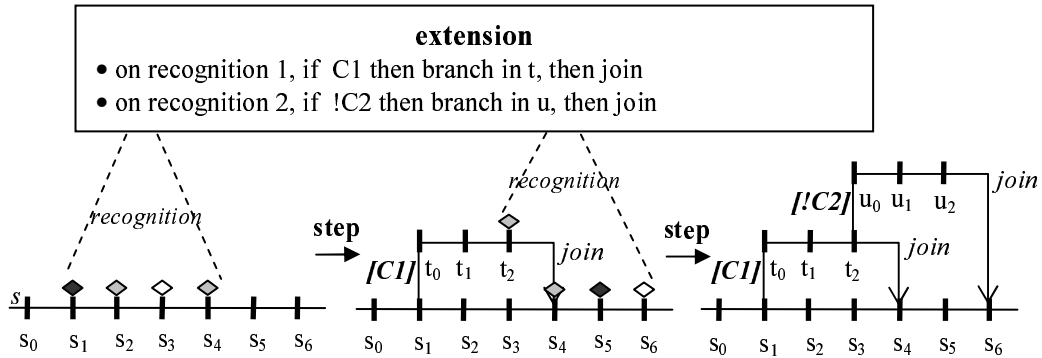 extension
• on recognition 1, if C1 then branch in t, then join
• on recognition 2, if !C2 then branch in u, then join
recognition
s
s0 s1 s2 s3 s4 s5 s6
step
recognition
[C1] t0 t1 t2 join
s0 s1 s2 s3 s4 s5 s6
step
[!C2] u0 u1 u2 join
[C1] t0 t1 t2 join
s0 s1 s2 s3 s4 s5 s6